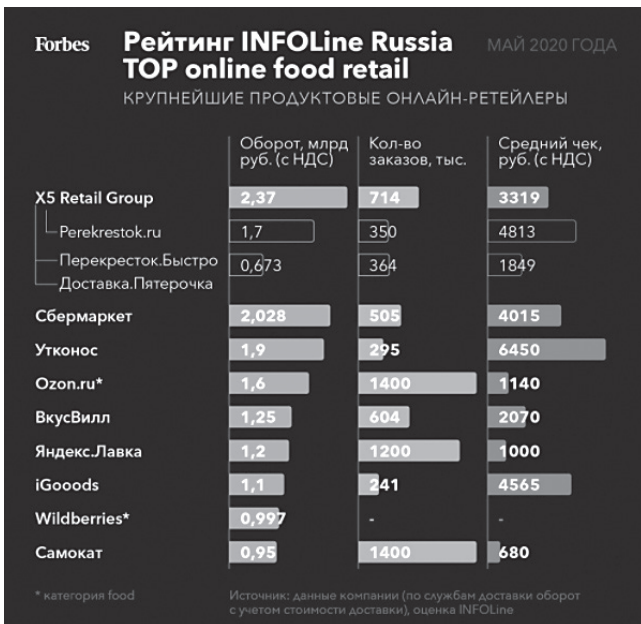 Forbes
Рейтинг INFOLine Russia
TOP online food retail
МАЙ 2020 ГОДА
КРУПНЕЙШИЕ ПРОДУКТОВЫЕ ОНЛАЙН-РЕТЕЙЛЕРЫ
Оборот, млрд руб. (с НДС) Кол-во заказов, тыс. Средний чек, руб. (с НДС)
X5 Retail Group 2,37 714 3319
Perekrestok.ru 1,7 350 4813
Перекресток.Быстро 0,673 364 1849
Доставка.Пятерочка
Сбермаркет 2,028 505 4015
Утконос 1,9 295 6450
Ozon.ru* 1,6 1400 1140
ВкусВилл 1,25 604 2070
Яндекс.Лавка 1,2 1200 1000
iGooods 1,1 241 4565
Wildberries* 0,997 - -
Самокат 0,95 1400 680
* категория food
Источник: данные компании (по службам доставки оборот
с учетом стоимости доставки), оценка INFOLine